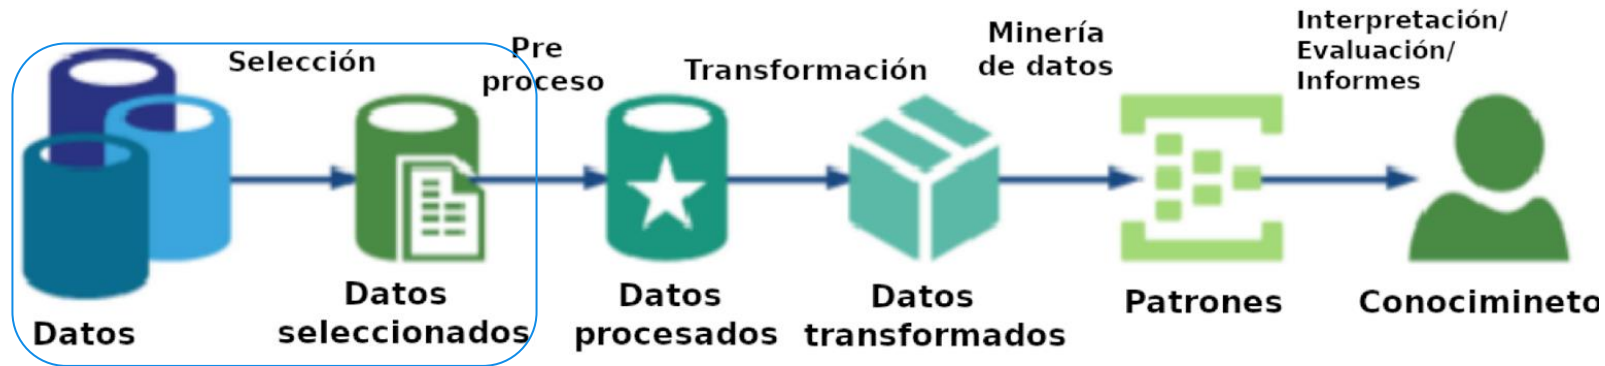 Selección
Pre
proceso
Transformación
Minería
de datos
Interpretación/
Evaluación/
Informes
Datos
Datos
seleccionados
Datos
procesados
Datos
transformados
Patrones
Conocimineto